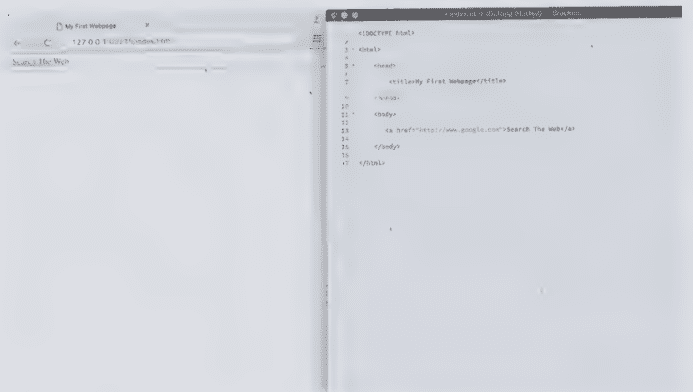 My First Webpage
127.0.0.1
Search The Web
<!DOCTYPE html>
<html>
<head>
<title>My First Webpage</title>
</head>
<body>
<a href="http://www.google.com">Search The Web</a>
</body>
</html>